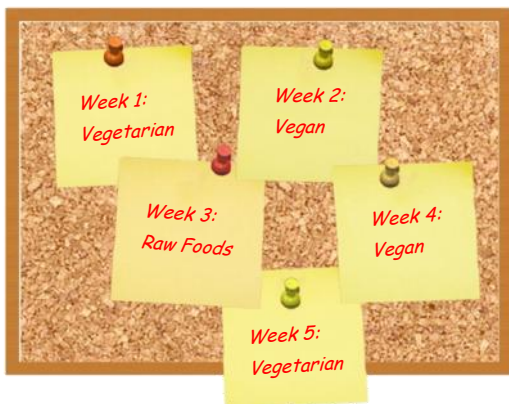 Week 1:
Vegetarian
Week 2:
Vegan
Week 3:
Raw Foods
Week 4:
Vegan
Week 5:
Vegetarian